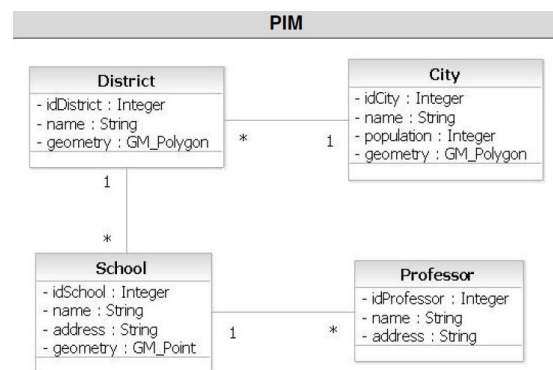 PIM
District
- idDistrict : Integer
- name : String
- geometry : GM_Polygon
City
- idCity : Integer
- name : String
- population : Integer
- geometry : GM_Polygon
* 1
1
*
School
- idSchool : Integer
- name : String
- address : String
- geometry : GM_Point
Professor
- idProfessor : Integer
- name : String
- address : String
1 *